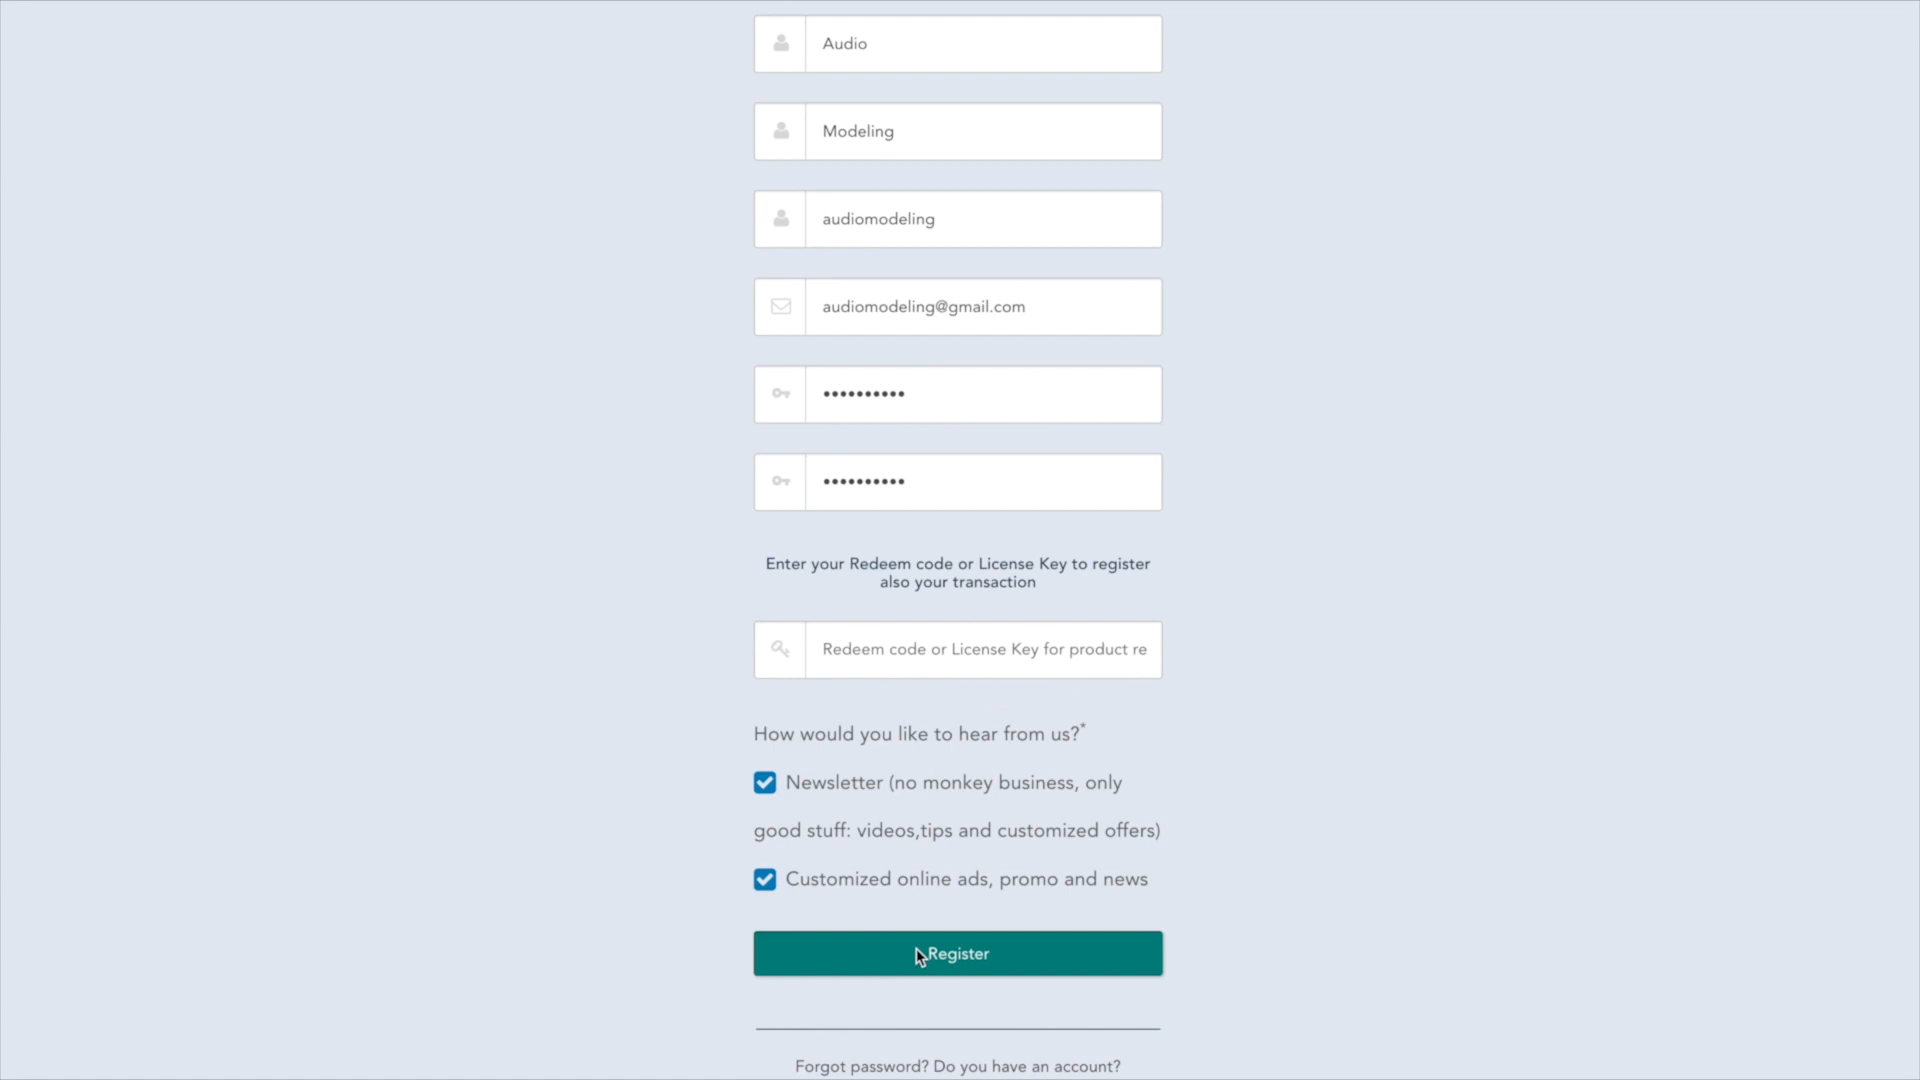 Audio
Modeling
audiomodeling
audiomodeling@gmail.com
••••••••••
••••••••••
Enter your Redeem code or License Key to register
also your transaction
Redeem code or License Key for product re
How would you like to hear from us?*
Newsletter (no monkey business, only
good stuff: videos,tips and customized offers)
Customized online ads, promo and news
Register
Forgot password? Do you have an account?